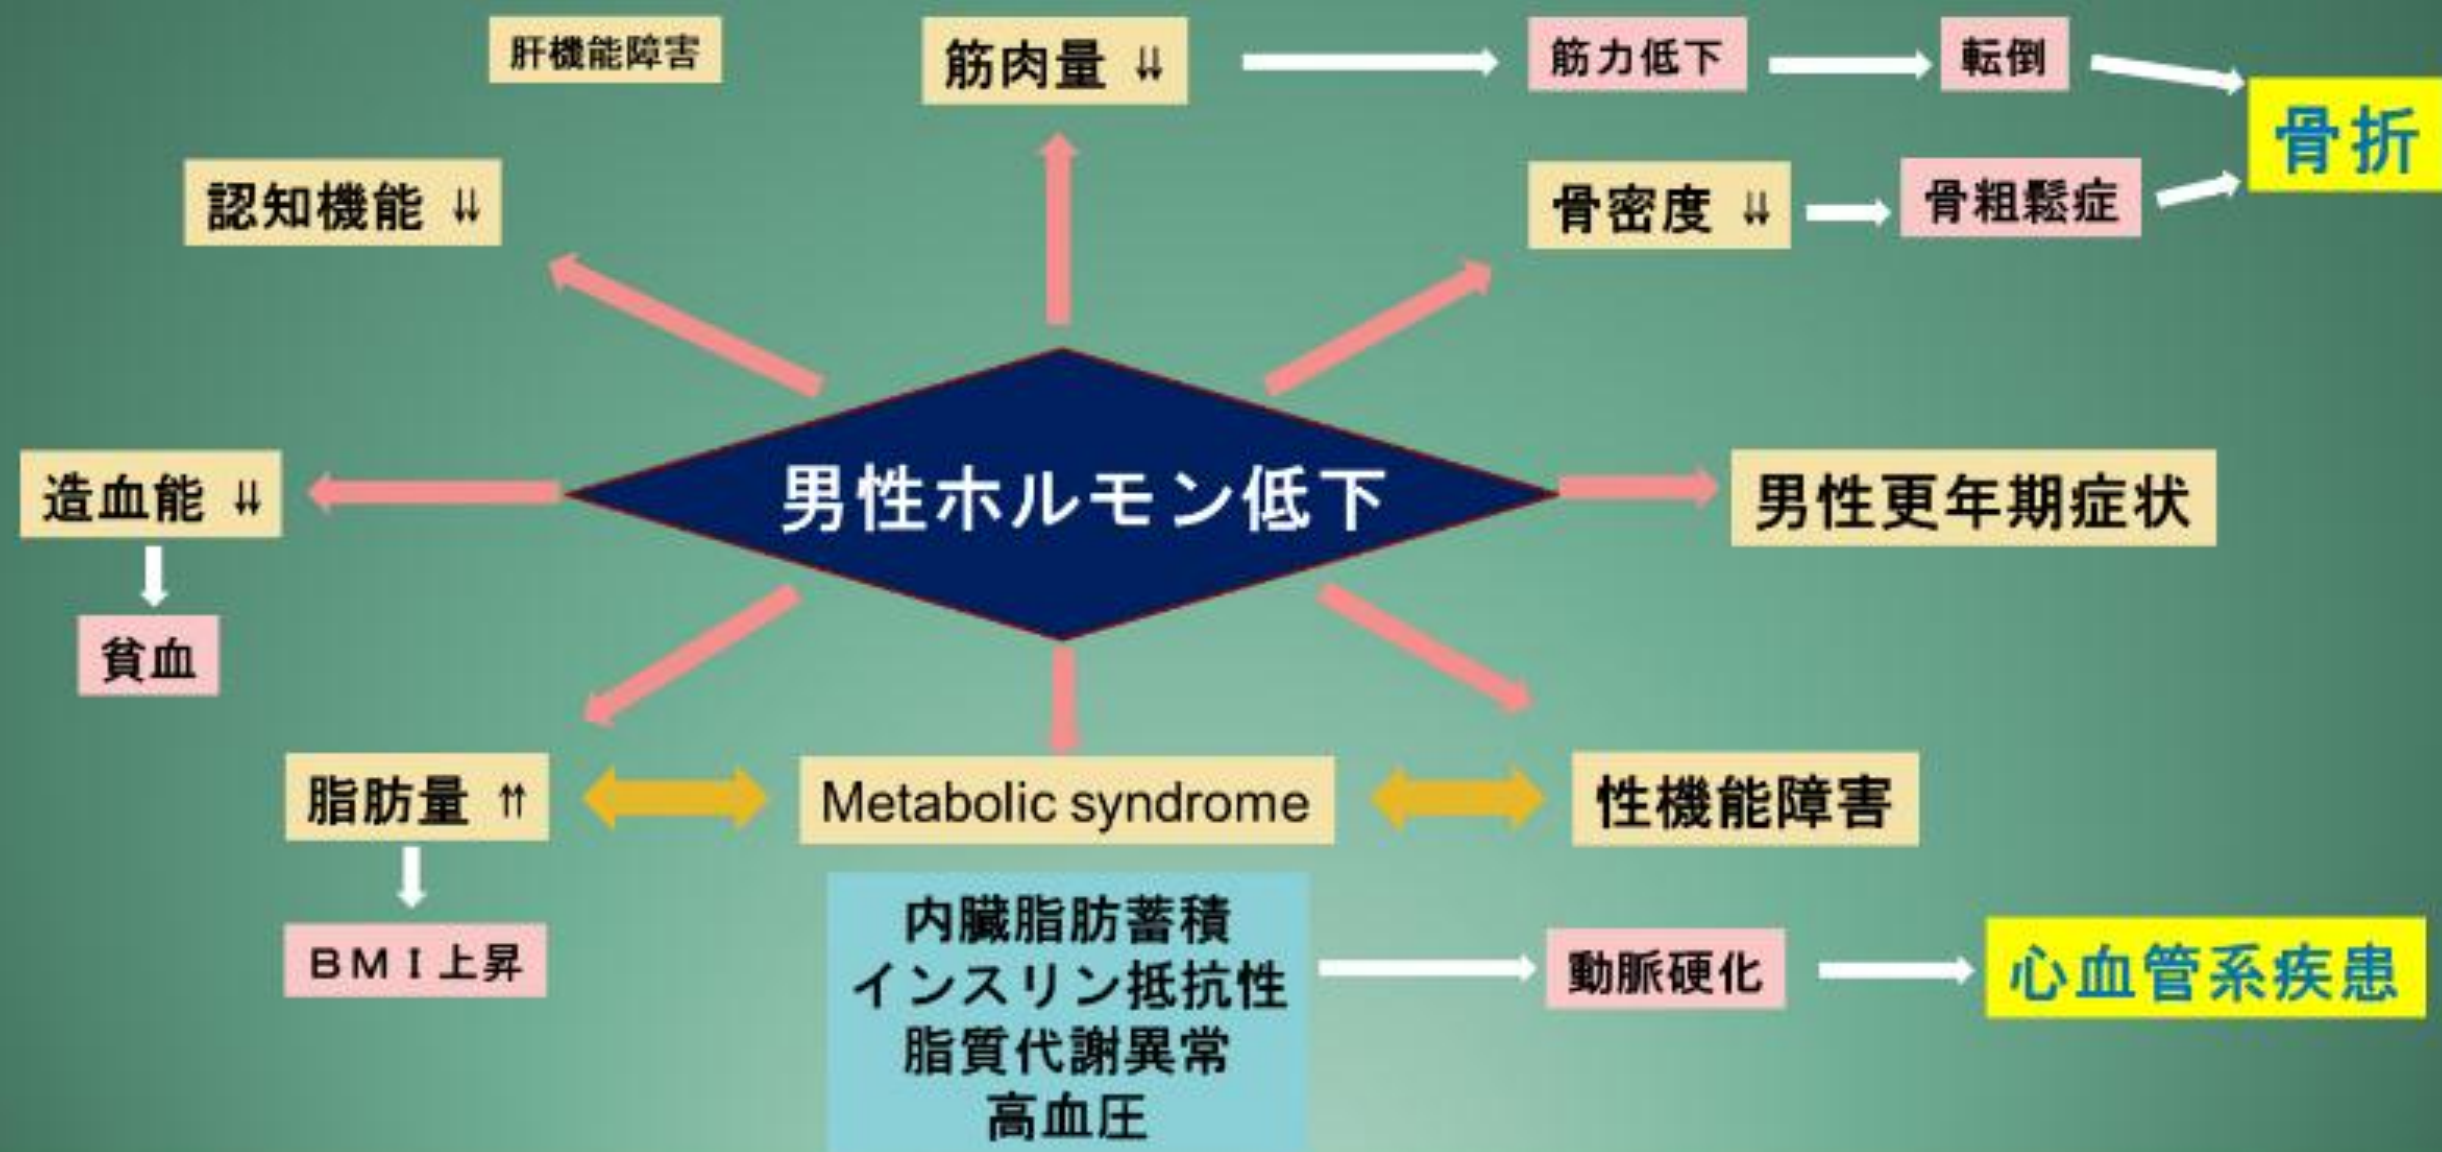 肝機能障害
筋肉量 ⇊
筋力低下
転倒
骨折
認知機能 ⇊
骨密度 ⇊
骨粗鬆症
男性ホルモン低下
造血能 ⇊
男性更年期症状
貧血
脂肪量 ⇈
Metabolic syndrome
性機能障害
BMI上昇
内臓脂肪蓄積
インスリン抵抗性
脂質代謝異常
高血圧
動脈硬化
心血管系疾患